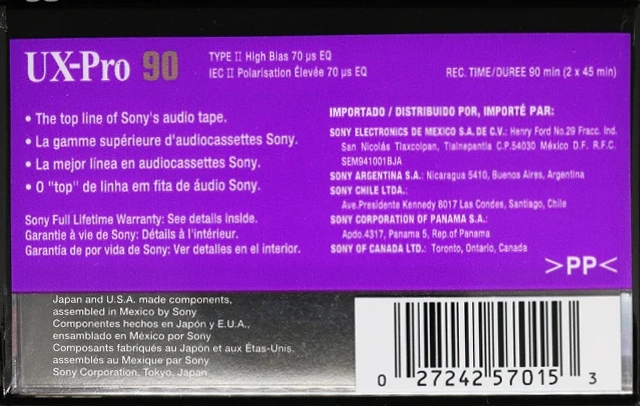 UX-Pro 90
TYPE II High Bias 70 µs EQ
IEC II Polarisation Élevée 70 µs EQ
REC. TIME/DUREE 90 min (2 x 45 min)
• The top line of Sony's audio tape.
• La gamme supérieure d'audiocassettes Sony.
• La mejor línea en audiocassettes Sony.
• O "top" de linha em fita de áudio Sony.
Sony Full Lifetime Warranty: See details inside.
Garantie à vie de Sony: Détails à l'intérieur.
Garantía de por vida de Sony: Ver detalles en el interior.
IMPORTADO / DISTRIBUIDO POR, IMPORTÉ PAR:
SONY ELECTRONICS DE MEXICO S.A. DE C.V.: Henry Ford No.29 Fracc. Ind.
San Nicolás Tlaxcolpan, Tlalnepantla C.P.54030 México D.F. R.F.C.
SEM941001BJA
SONY ARGENTINA S.A.: Nicaragua 5410, Buenos Aires, Argentina
SONY CHILE LTDA.:
Ave.Presidente Kennedy 8017 Las Condes, Santiago, Chile
SONY CORPORATION OF PANAMA S.A.:
Apdo.4317, Panama 5, Rep.of Panama
SONY OF CANADA LTD.: Toronto, Ontario, Canada
>PP<
Japan and U.S.A. made components,
assembled in Mexico by Sony
Componentes hechos en Japón y E.U.A.,
ensamblado en México por Sony
Composants fabriqués au Japon et aux États-Unis,
assemblés au Mexique par Sony
Sony Corporation, Tokyo, Japan
0 27242 57015 3